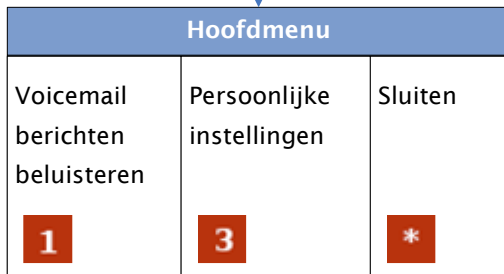 Hoofdmenu
Voicemail
berichten
beluisteren
1
Persoonlijke
instellingen
3
Sluiten
*